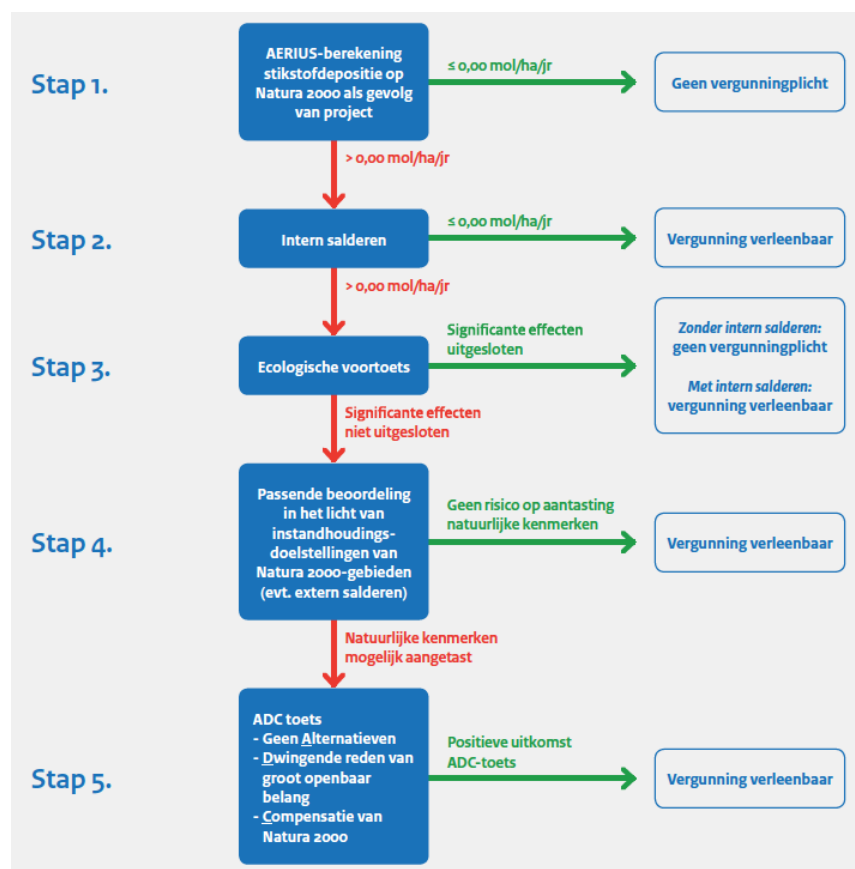 Stap 1.
AERIUS-berekening
stikstofdepositie op
Natura 2000 als gevolg
van project
≤ 0,00 mol/ha/jr
Geen vergunningplicht
> 0,00 mol/ha/jr
Stap 2.
Intern salderen
≤ 0,00 mol/ha/jr
Vergunning verleenbaar
> 0,00 mol/ha/jr
Stap 3.
Ecologische voortoets
Significante effecten
uitgesloten
Zonder intern salderen:
geen vergunningplicht
Met intern salderen:
vergunning verleenbaar
Significante effecten
niet uitgesloten
Stap 4.
Passende beoordeling
in het licht van
instandhoudings-
doelstellingen van
Natura 2000-gebieden
(evt. extern salderen)
Geen risico op aantasting
natuurlijke kenmerken
Vergunning verleenbaar
Natuurlijke kenmerken
mogelijk aangetast
Stap 5.
ADC toets
- Geen Alternatieven
- Dwingende reden van
groot openbaar
belang
- Compensatie van
Natura 2000
Positieve uitkomst
ADC-toets
Vergunning verleenbaar